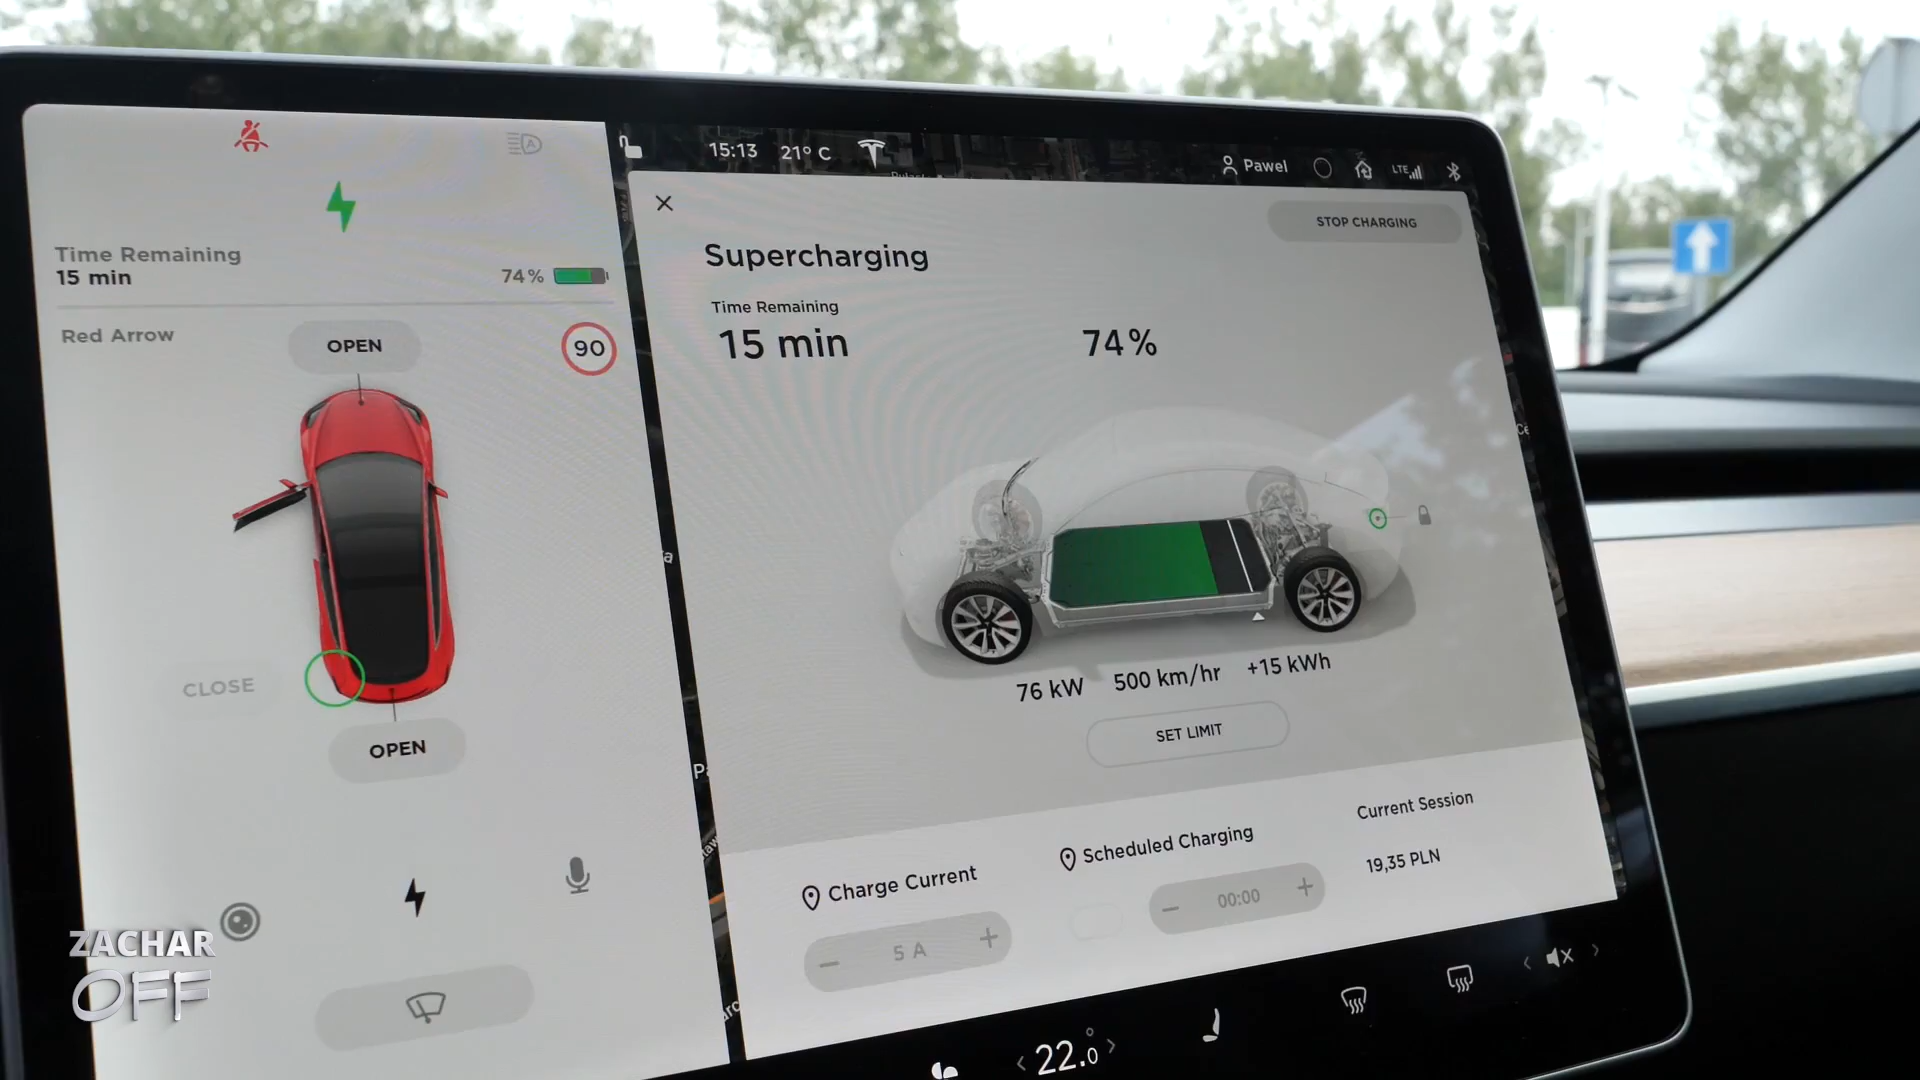 Time Remaining
15 min
74%
Red Arrow
OPEN
90
CLOSE
OPEN
ZACHAR
OFF
15:13
21° C
Pawel
LTE
STOP CHARGING
Supercharging
Time Remaining
15 min
74%
76 kW
500 km/hr
+15 kWh
SET LIMIT
Charge Current
5 A
Scheduled Charging
00:00
Current Session
19,35 PLN
22.0